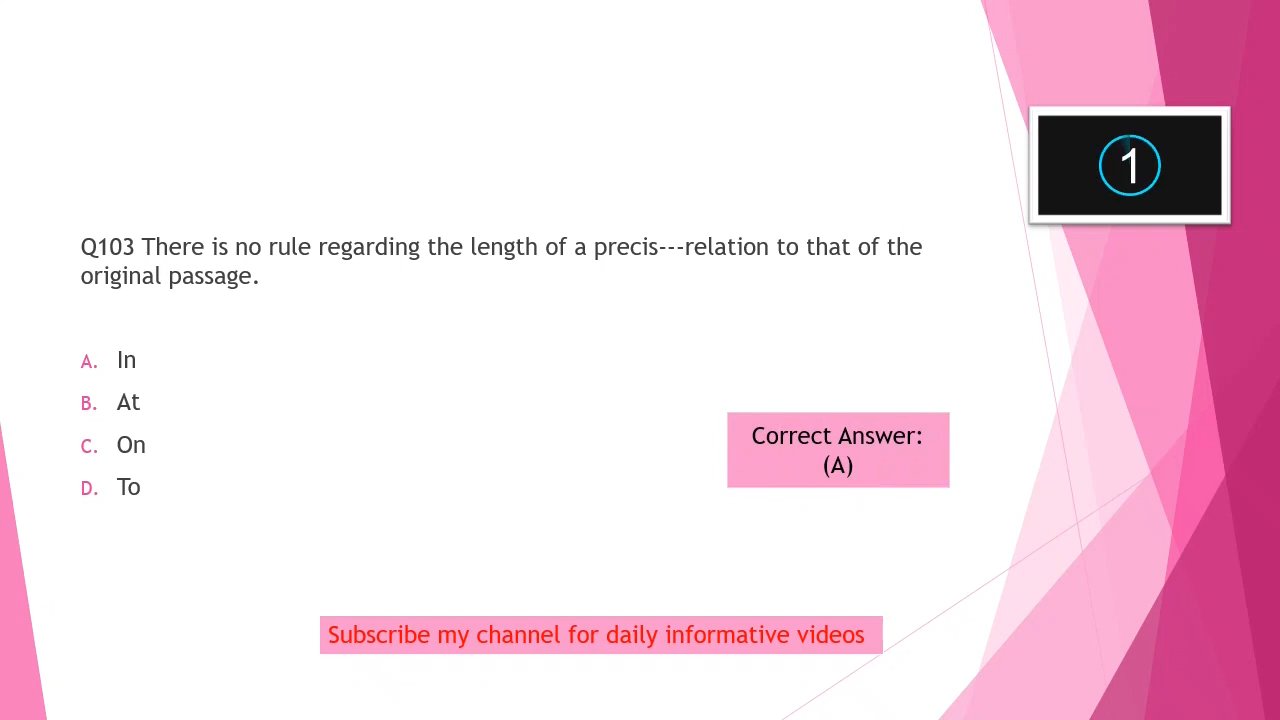 1
Q103 There is no rule regarding the length of a precis---relation to that of the
original passage.
A. In
B. At
C. On
D. To
Correct Answer:
(A)
Subscribe my channel for daily informative videos